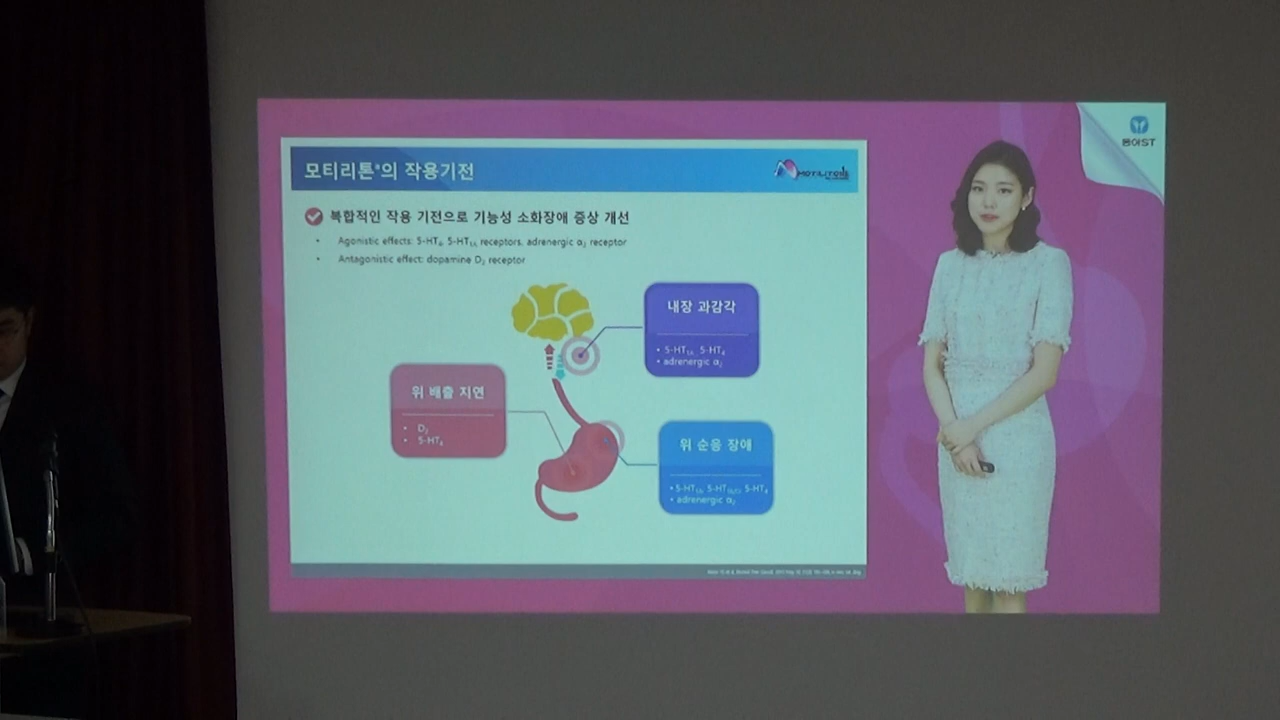 동아ST
모티리톤®의 작용기전
MOTILITONE
복합적인 작용 기전으로 기능성 소화장애 증상 개선
• Agonistic effects: 5-HT₄, 5-HT₁ₐ receptors, adrenergic α₂ receptor
• Antagonistic effect: dopamine D₂ receptor
내장 과감각
• 5-HT₁ₐ, 5-HT₄
• adrenergic α₂
위 배출 지연
• D₂
• 5-HT₄
위 순응 장애
• 5-HT₁ₐ, 5-HT₄
• adrenergic α₂